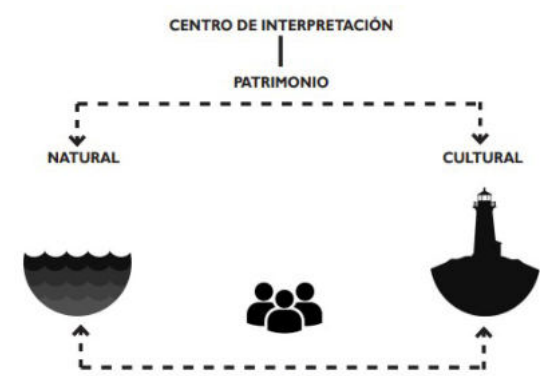 CENTRO DE INTERPRETACIÓN
PATRIMONIO
NATURAL
CULTURAL